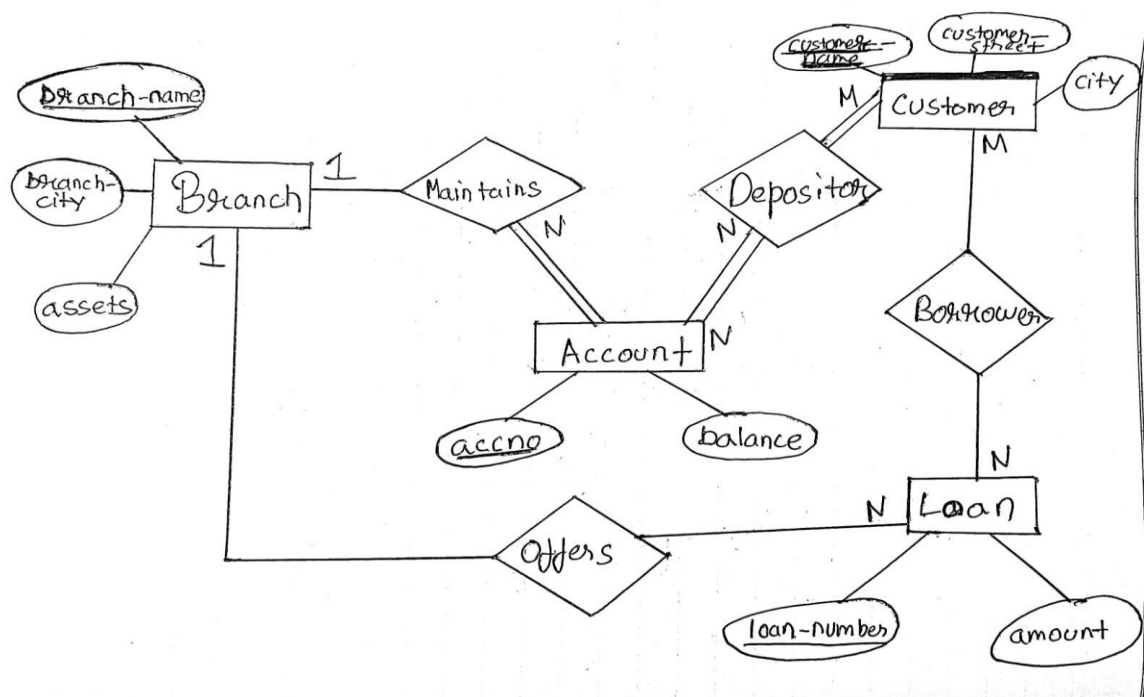 customer-
name
customer-
street
city
Customer
M
M
branch-name
branch-
city
assets
Branch
1
1
Maintains
N
Depositor
N
N
Account
accno
balance
Borrower
N
Loan
N
Offers
loan-number
amount